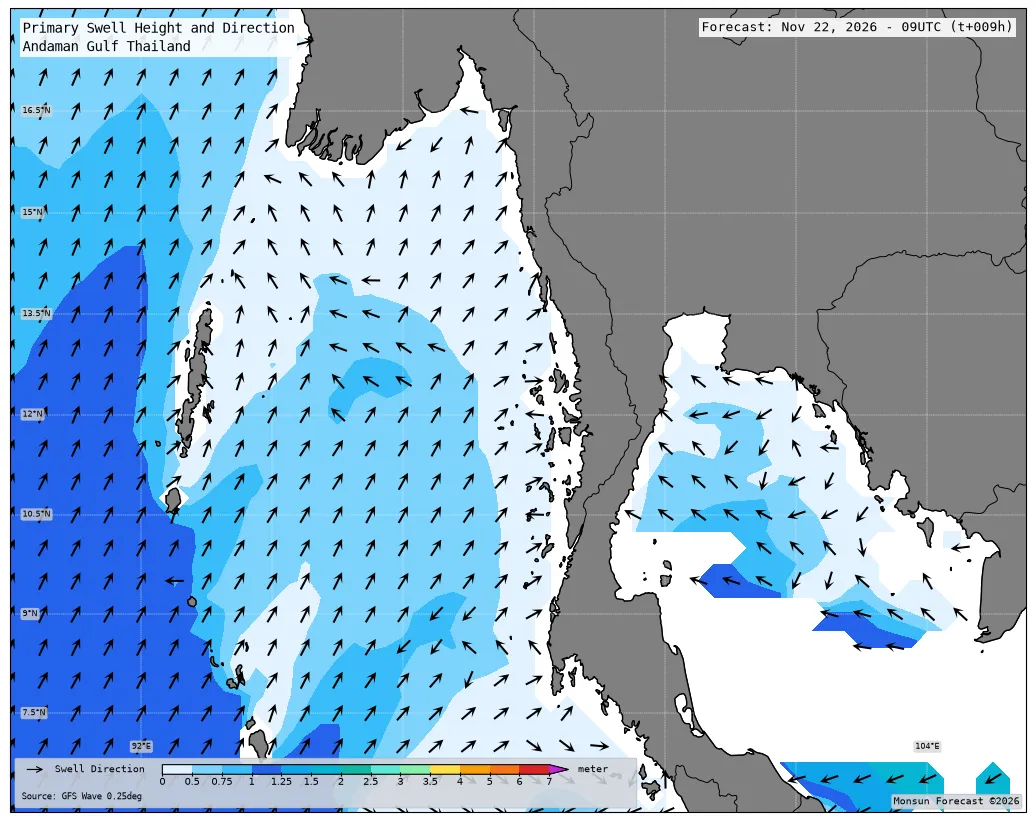 Primary Swell Height and Direction
Andaman Gulf Thailand
Forecast: Nov 22, 2026 - 09UTC (t+009h)
16.5°N
15°N
13.5°N
12°N
10.5°N
9°N
7.5°N
92°E
104°E
Swell Direction
meter
0 0.5 0.75 1 1.25 1.5 2 2.5 3 3.5 4 5 6 7
Source: GFS Wave 0.25deg
Monsun Forecast ©2026